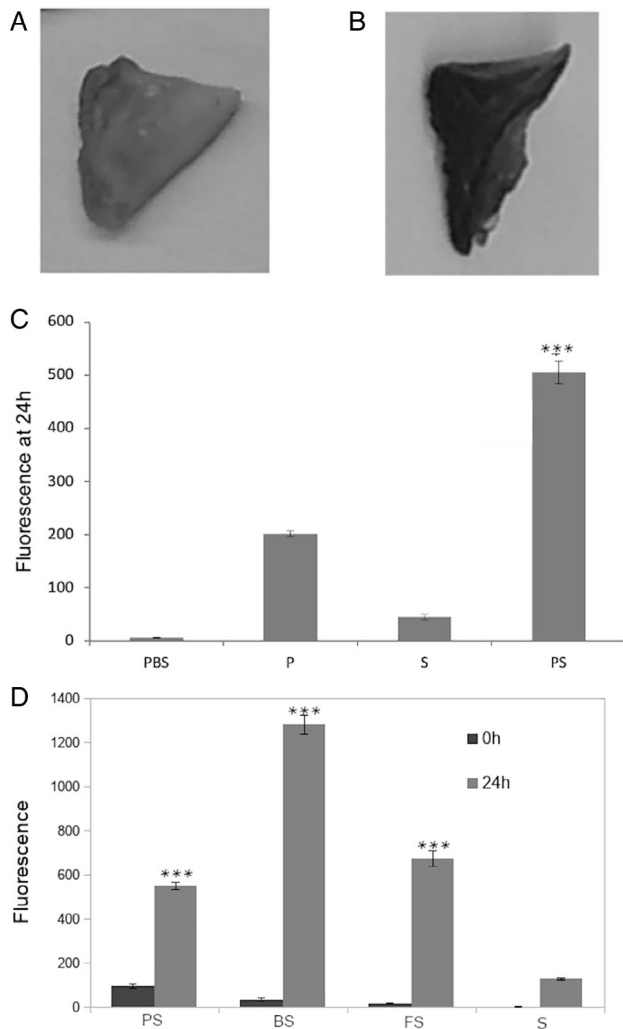 A
B
C
600
500
400
300
200
100
0
Fluorescence at 24h
***
PBS P S PS
D
1400
1200
1000
800
600
400
200
0
Fluorescence
*** *** ***
0h
24h
PS BS FS S